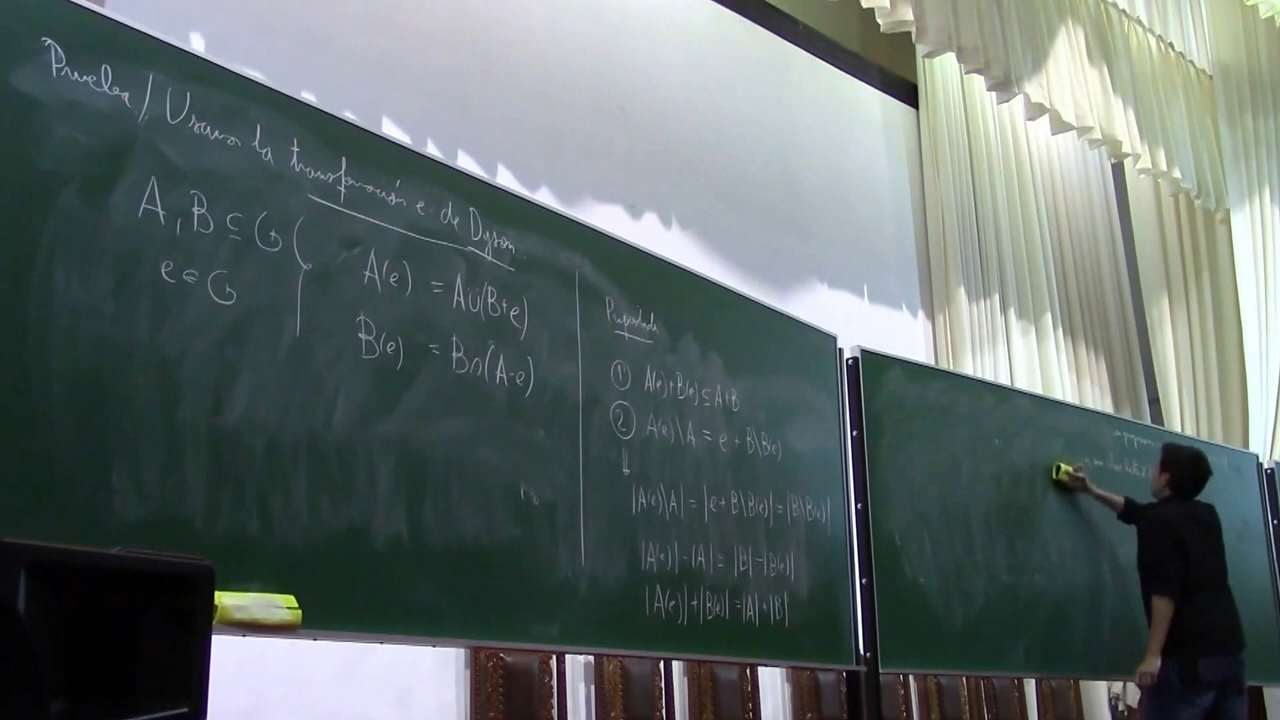 Prueba / Usamos la transformación e. de Dyson.
A, B ⊆ G
e ∈ G
A(e) = A∪(B+e)
B(e) = B∩(A-e)
Propiedades
① A(e)+B(e) ⊆ A+B
② A(e)\A = e + B\B(e)
⇓
|A(e)\A| = |e + B\B(e)| = |B\B(e)|
|A(e)| - |A| = |B| - |B(e)|
|A(e)| + |B(e)| = |A| + |B|